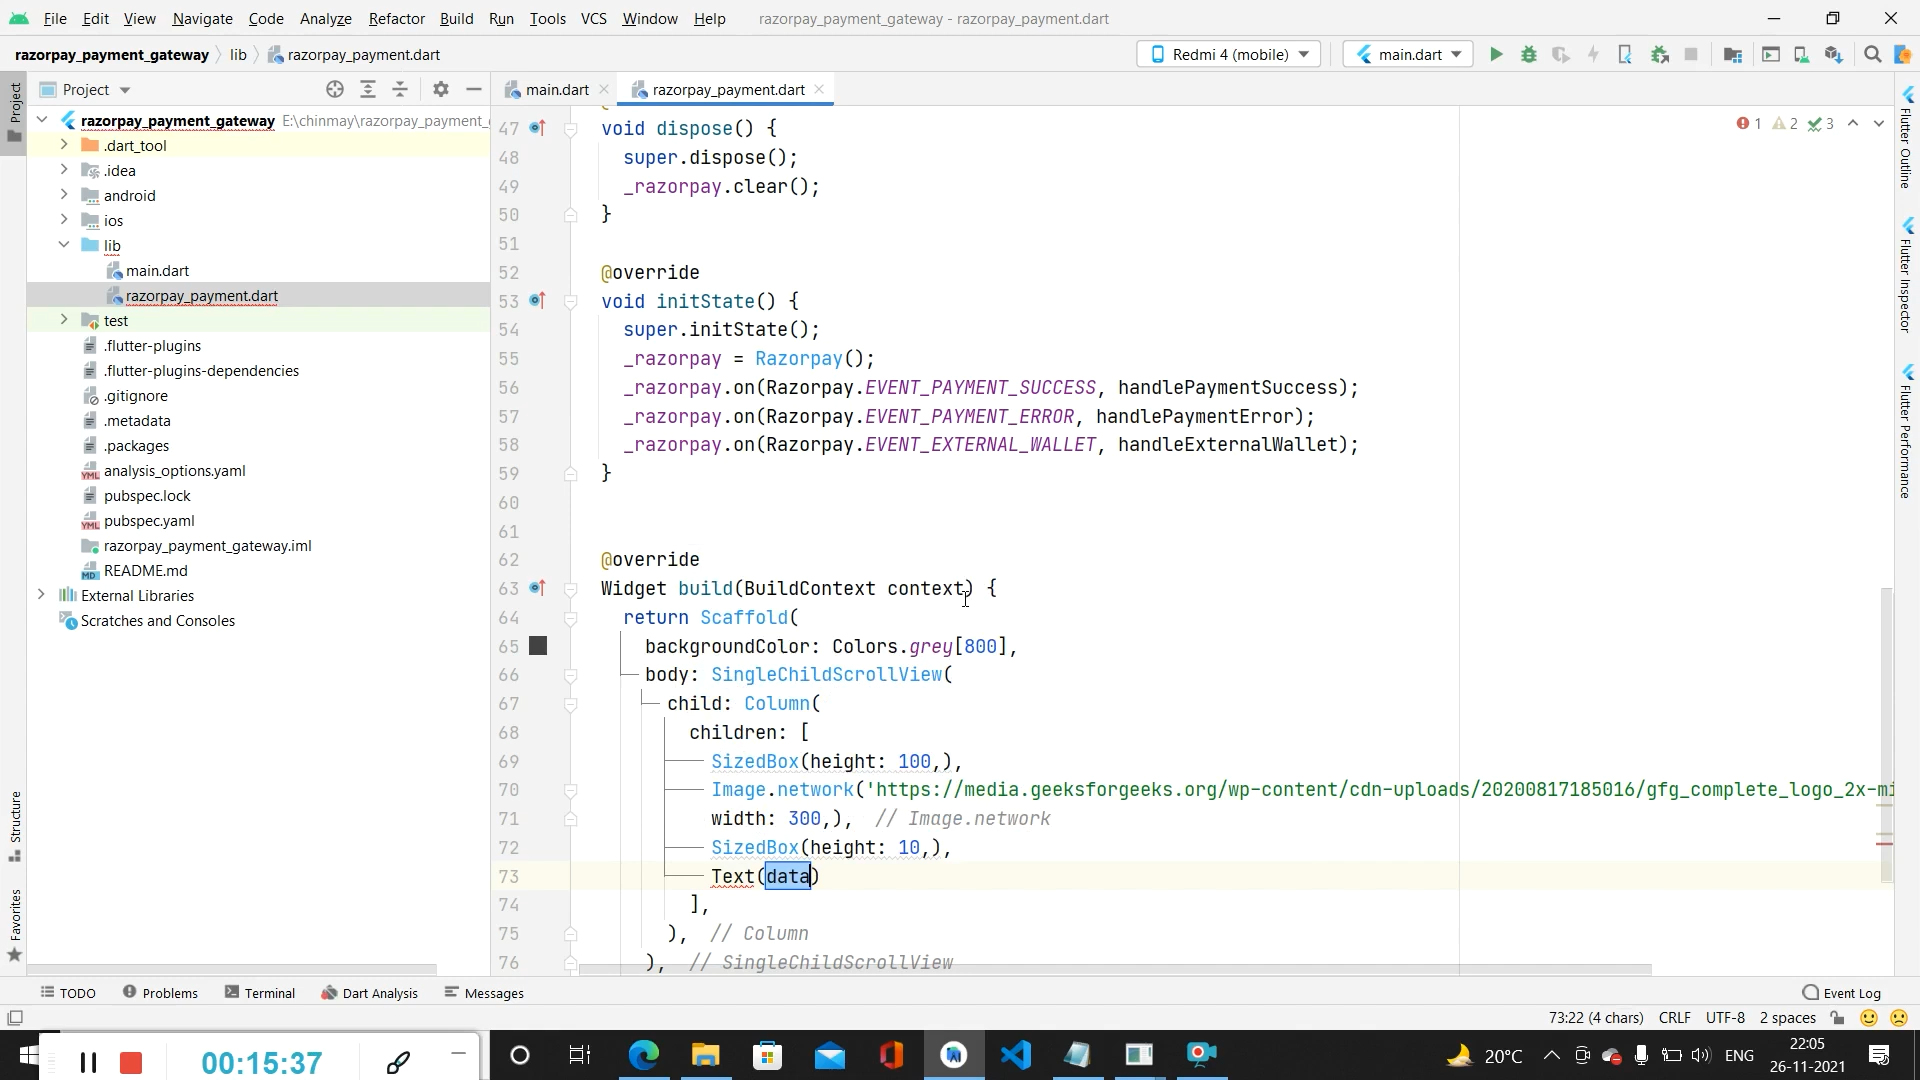 File Edit View Navigate Code Analyze Refactor Build Run Tools VCS Window Help razorpay_payment_gateway - razorpay_payment.dart
razorpay_payment_gateway lib razorpay_payment.dart Redmi 4 (mobile) main.dart
Project main.dart razorpay_payment.dart
Project
razorpay_payment_gateway E:\chinmay\razorpay_payment_
.dart_tool
.idea
android
ios
lib
main.dart
razorpay_payment.dart
test
.flutter-plugins
.flutter-plugins-dependencies
.gitignore
.metadata
.packages
analysis_options.yaml
pubspec.lock
pubspec.yaml
razorpay_payment_gateway.iml
README.md
External Libraries
Scratches and Consoles
Structure
Favorites
1 2 3
47 void dispose() {
48 super.dispose();
49 _razorpay.clear();
50 }
51
52 @override
53 void initState() {
54 super.initState();
55 _razorpay = Razorpay();
56 _razorpay.on(Razorpay.EVENT_PAYMENT_SUCCESS, handlePaymentSuccess);
57 _razorpay.on(Razorpay.EVENT_PAYMENT_ERROR, handlePaymentError);
58 _razorpay.on(Razorpay.EVENT_EXTERNAL_WALLET, handleExternalWallet);
59 }
60
61
62 @override
63 Widget build(BuildContext context) {
64 return Scaffold(
65 backgroundColor: Colors.grey[800],
66 body: SingleChildScrollView(
67 child: Column(
68 children: [
69 SizedBox(height: 100,),
70 Image.network('https://media.geeksforgeeks.org/wp-content/cdn-uploads/20200817185016/gfg_complete_logo_2x-mi
71 width: 300,), // Image.network
72 SizedBox(height: 10,),
73 Text(data)
74 ],
75 ), // Column
76 ), // SingleChildScrollView
Flutter Outline
Flutter Inspector
Flutter Performance
TODO Problems Terminal Dart Analysis Messages Event Log
73:22 (4 chars) CRLF UTF-8 2 spaces
00:15:37 20°C ENG 22:05
26-11-2021